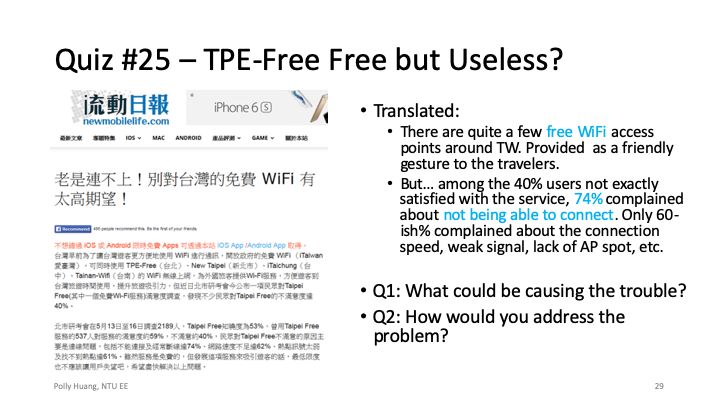 Quiz #25 – TPE-Free Free but Useless?
流動日報
newmobilelife.com
iPhone 6 S
最新文章 專題特集 IOS MAC ANDROID 產品評測 GAME 關於本站
老是連不上！別對台灣的免費 WiFi 有
太高期望！
Recommend 495 people recommend this. Be the first of your friends.
不想錯過 iOS 或 Android 限時免費 Apps 可透過本站 iOS App /Android App 取得。
台灣早前為了讓台灣遊客更方便地使用 WiFi 進行通訊，開放政府的免費 WiFi （iTaiwan
愛臺灣），可同時使用 TPE-Free（台北）、New Taipei（新北市）、iTaichung（台
中）、Tainan-Wifi（台南）的 WiFi 無線上網，為外國旅客提供Wi-Fi服務，方便遊客到
台灣旅遊時間使用，提升旅遊吸引力。但近日北市研考會今公布一項民眾對Taipei
Free(其中一個免費Wi-Fi服務)滿意度調查，發現不少民眾對Taipei Free的不滿意度達
40%。
北市研考會在5月13日至16日調查2189人，Taipei Free知曉度為53%。曾用Taipei Free
服務的537人對服務的滿意度約59%，不滿意約40%。民眾對Taipei Free不滿意的原因主
要是連線問題，包括不能連接及經常斷線達74%、網路速度不足達62%、熱點訊號太弱
及找不到熱點達61%。雖然服務是免費的，但發展這項服務來吸引遊客的話，最低限度
也不應該讓用戶失望吧，希望盡快解決以上問題。
• Translated:
• There are quite a few free WiFi access
points around TW. Provided as a friendly
gesture to the travelers.
• But… among the 40% users not exactly
satisfied with the service, 74% complained
about not being able to connect. Only 60-
ish% complained about the connection
speed, weak signal, lack of AP spot, etc.
• Q1: What could be causing the trouble?
• Q2: How would you address the
problem?
Polly Huang, NTU EE
29